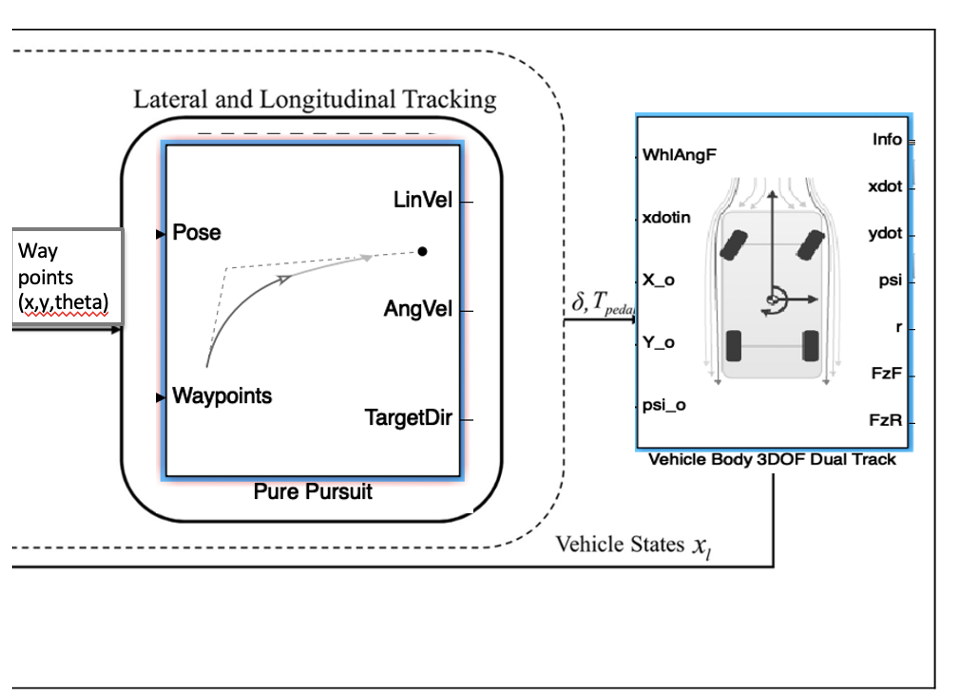 Lateral and Longitudinal Tracking
Way
points
(x,y,theta)
Pose
Waypoints
LinVel
AngVel
TargetDir
Pure Pursuit
δ, T_pedal
WhlAngF
xdotin
X_o
Y_o
psi_o
Info
xdot
ydot
psi
r
FzF
FzR
Vehicle Body 3DOF Dual Track
Vehicle States x_l